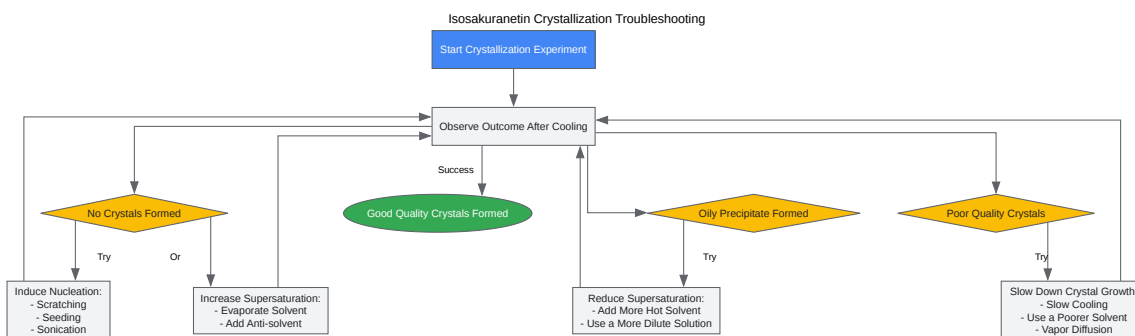 Isosakuranetin Crystallization Troubleshooting
Start Crystallization Experiment
Observe Outcome After Cooling
Success
No Crystals Formed
Good Quality Crystals Formed
Oily Precipitate Formed
Poor Quality Crystals
Try
Or
Try
Try
Induce Nucleation:
- Scratching
- Seeding
- Sonication
Increase Supersaturation:
- Evaporate Solvent
- Add Anti-solvent
Reduce Supersaturation:
- Add More Hot Solvent
- Use a More Dilute Solution
Slow Down Crystal Growth
- Slow Cooling
- Use a Poorer Solvent
- Vapor Diffusion